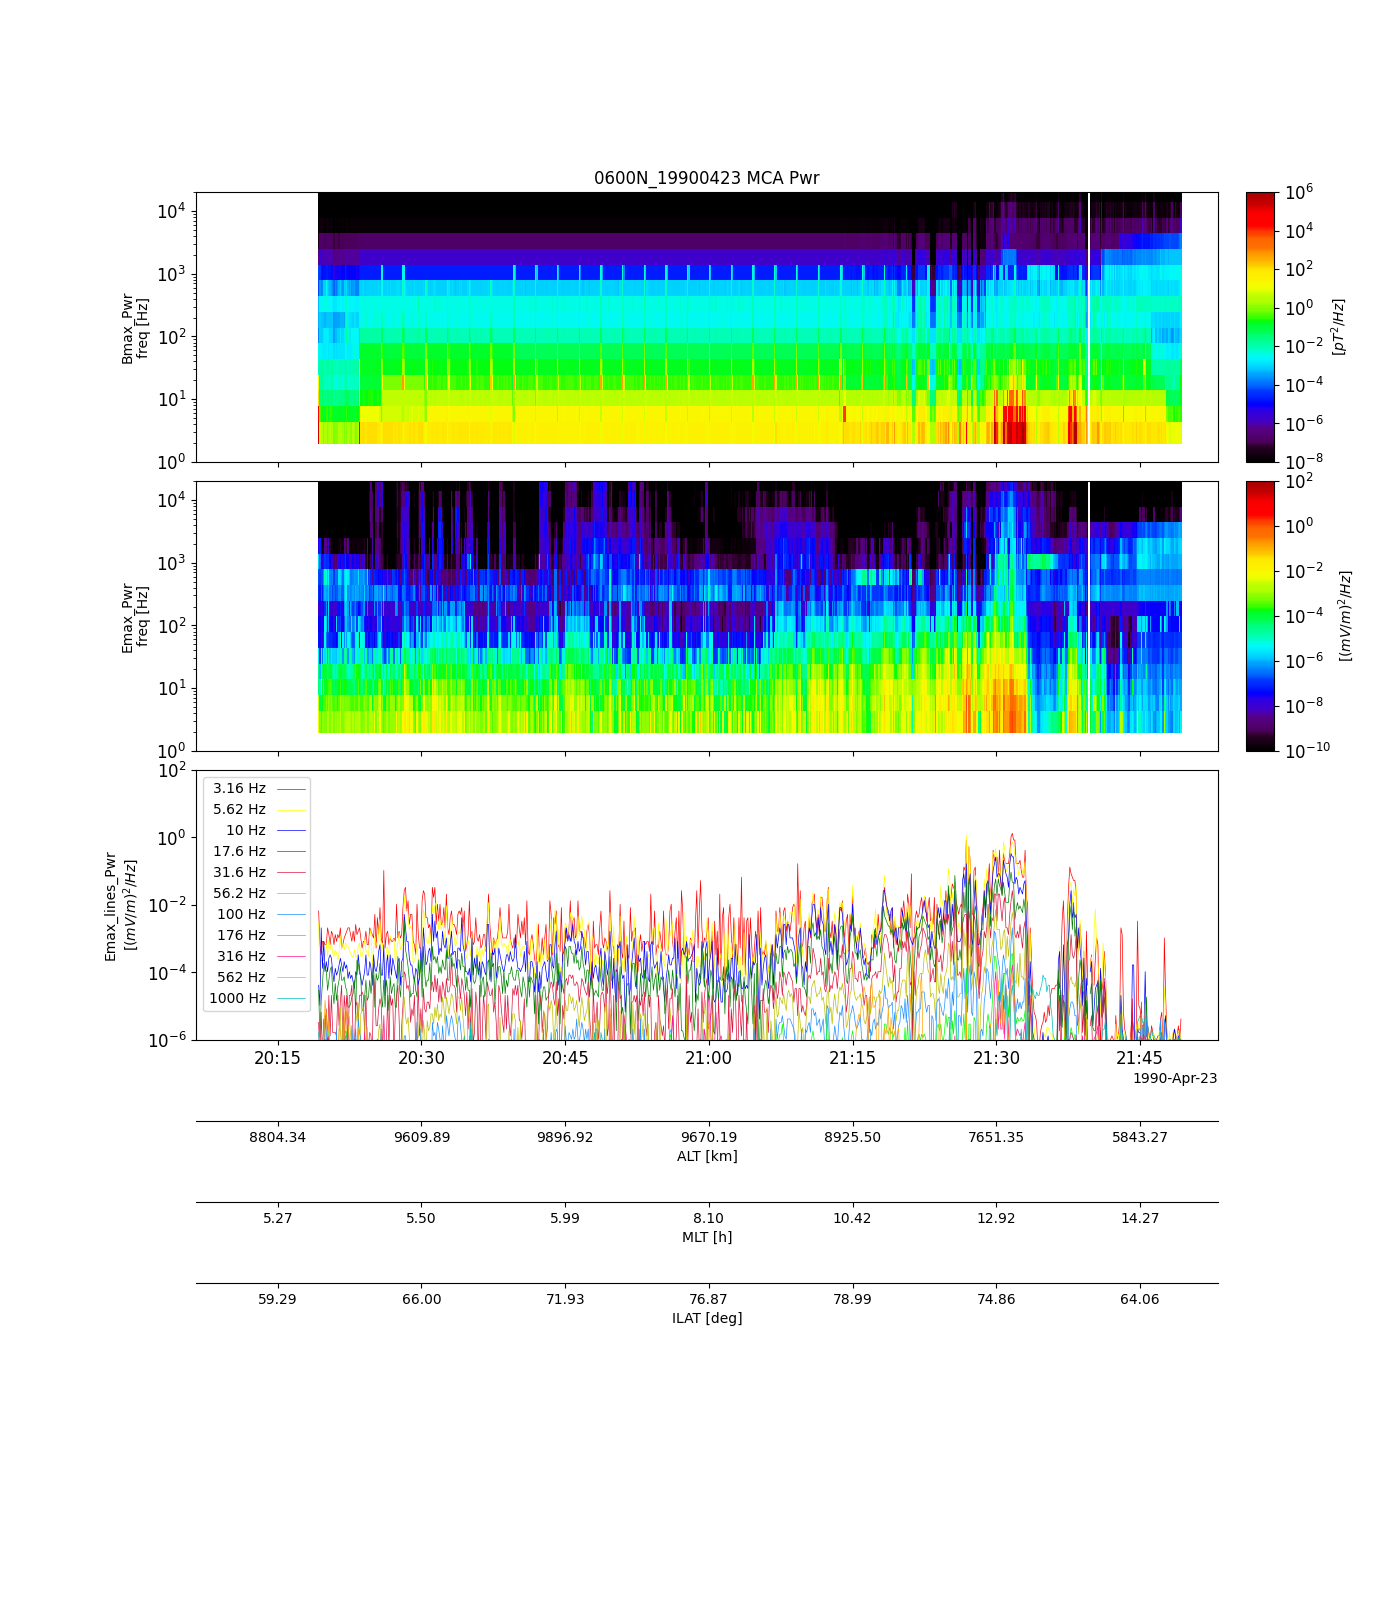 0600N_19900423 MCA Pwr
10^4
10^3
10^2
10^1
10^0
Bmax_Pwr
freq [Hz]
10^6
10^4
10^2
10^0
10^-2
10^-4
10^-6
10^-8
[pT^2/Hz]
10^4
10^3
10^2
10^1
10^0
Emax_Pwr
freq [Hz]
10^2
10^0
10^-2
10^-4
10^-6
10^-8
10^-10
[(mV/m)^2/Hz]
10^2
10^0
10^-2
10^-4
10^-6
Emax_lines_Pwr
[(mV/m)^2/Hz]
3.16 Hz
5.62 Hz
10 Hz
17.6 Hz
31.6 Hz
56.2 Hz
100 Hz
176 Hz
316 Hz
562 Hz
1000 Hz
20:15 20:30 20:45 21:00 21:15 21:30 21:45
1990-Apr-23
8804.34 9609.89 9896.92 9670.19 8925.50 7651.35 5843.27
ALT [km]
5.27 5.50 5.99 8.10 10.42 12.92 14.27
MLT [h]
59.29 66.00 71.93 76.87 78.99 74.86 64.06
ILAT [deg]